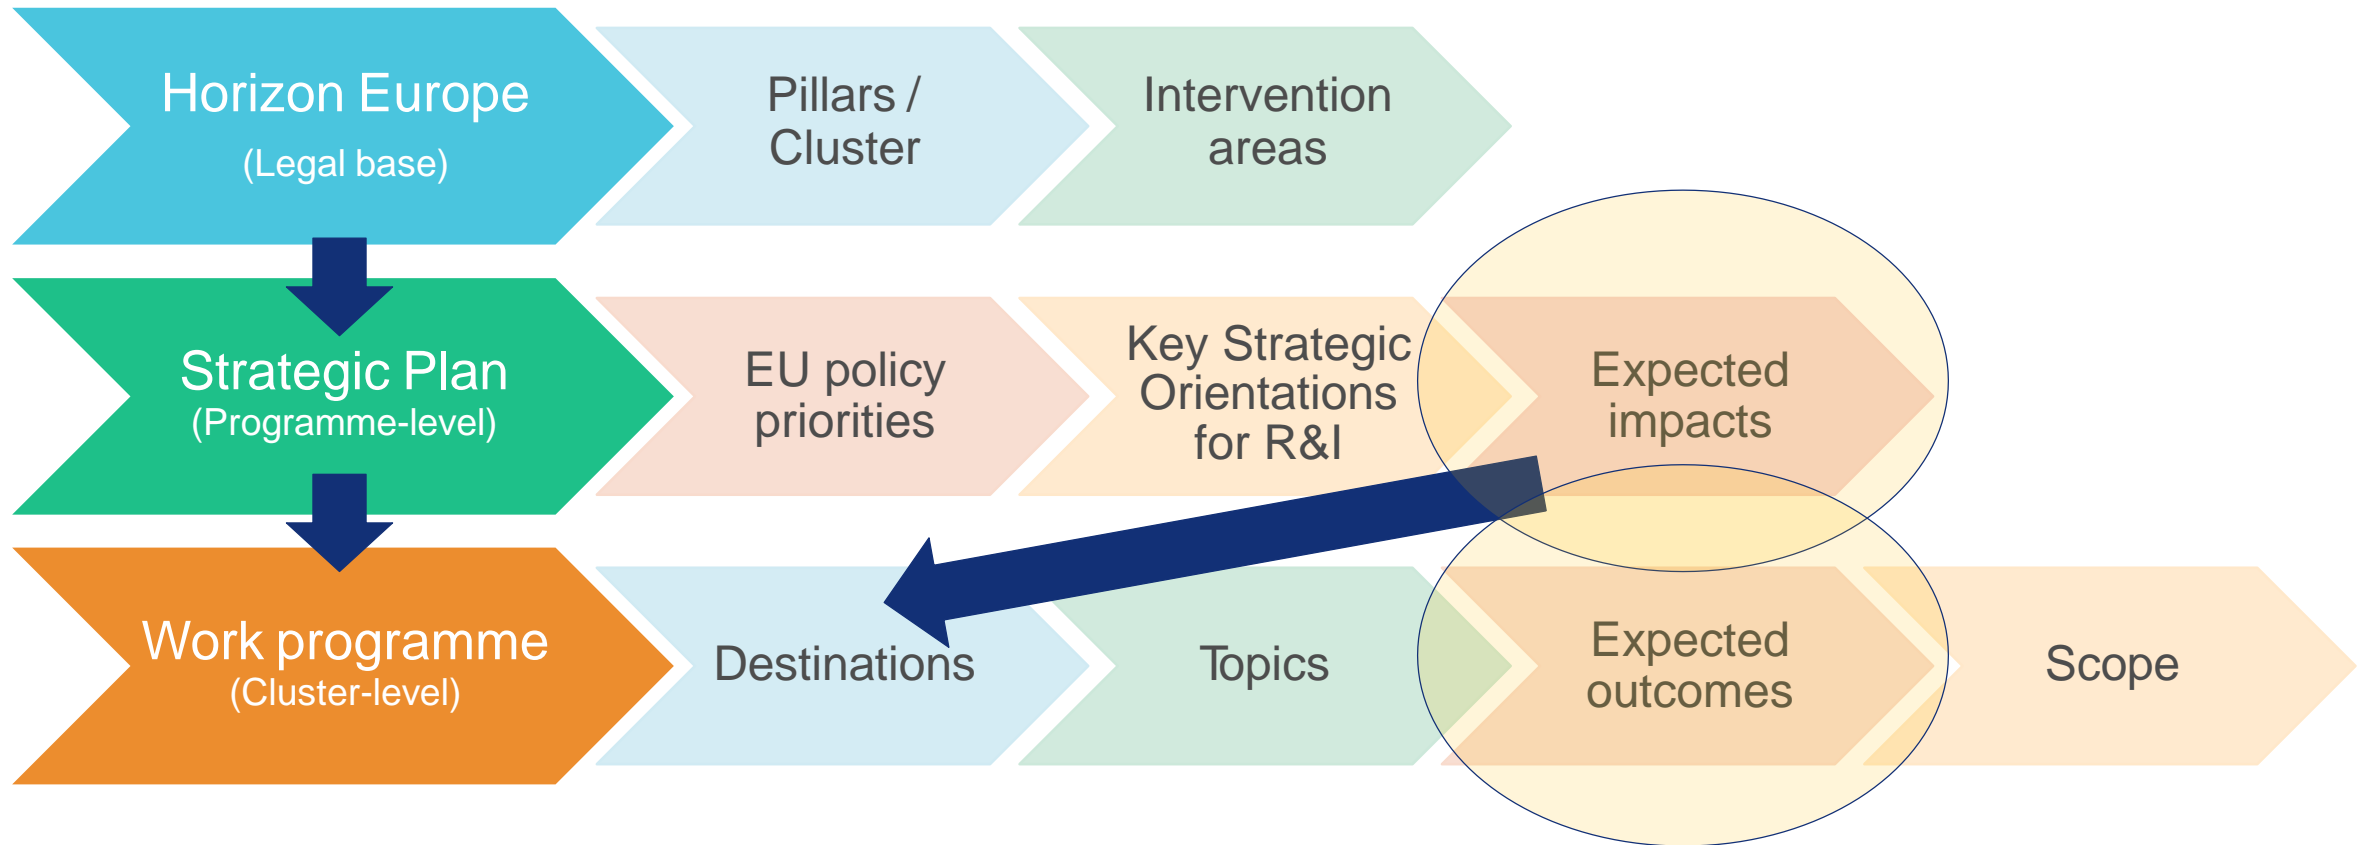 Horizon Europe
(Legal base)
Pillars /
Cluster
Intervention
areas
Strategic Plan
(Programme-level)
EU policy
priorities
Key Strategic
Orientations
for R&I
Expected
impacts
Work programme
(Cluster-level)
Destinations
Topics
Expected
outcomes
Scope